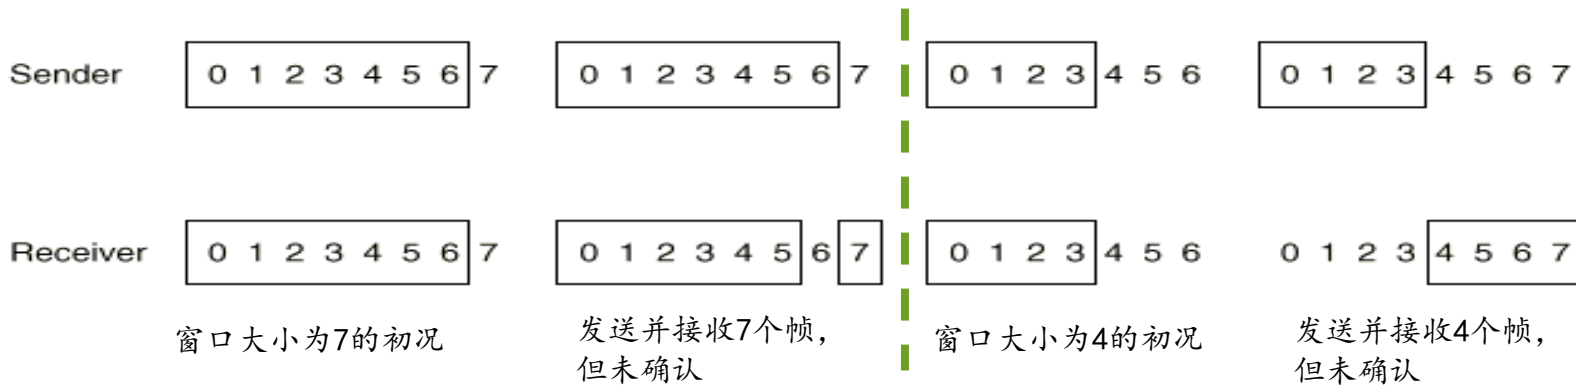 Sender 0 1 2 3 4 5 6 7 0 1 2 3 4 5 6 7 0 1 2 3 4 5 6 0 1 2 3 4 5 6 7
Receiver 0 1 2 3 4 5 6 7 0 1 2 3 4 5 6 7 0 1 2 3 4 5 6 0 1 2 3 4 5 6 7
窗口大小为7的初况
发送并接收7个帧，
但未确认
窗口大小为4的初况
发送并接收4个帧，
但未确认